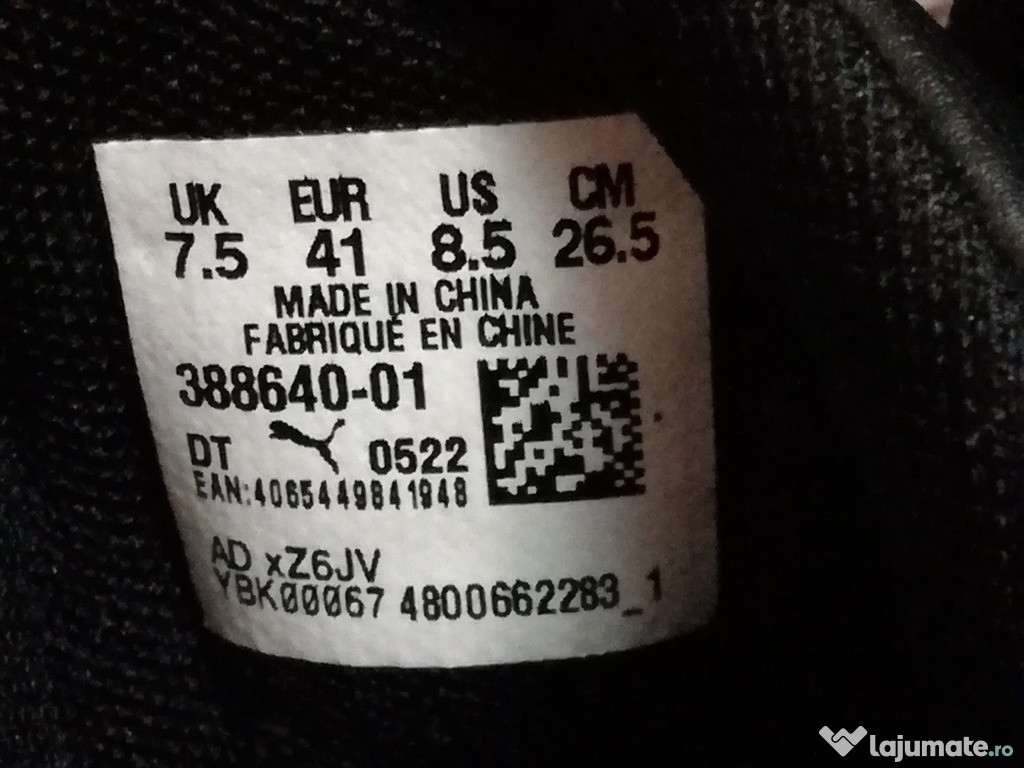 UK EUR US CM
7.5 41 8.5 26.5
MADE IN CHINA
FABRIQUÉ EN CHINE
388640-01
DT 0522
EAN:4065449841948
AD xZ6JV
YBK00067 4800662283_1
lajumate.ro